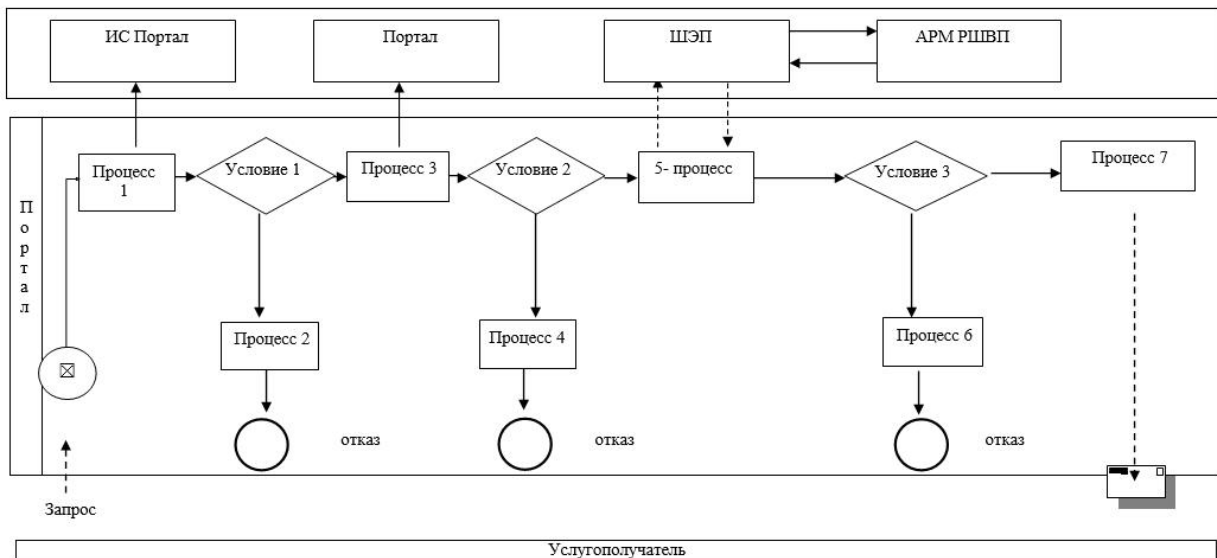 ИС Портал
Портал
ШЭП
АРМ РШВП
Процесс
1
Условие 1
Процесс 3
Условие 2
5- процесс
Условие 3
Процесс 7
П
о
р
т
а
л
Процесс 2
Процесс 4
Процесс 6
отказ
отказ
отказ
Запрос
Услугополучатель